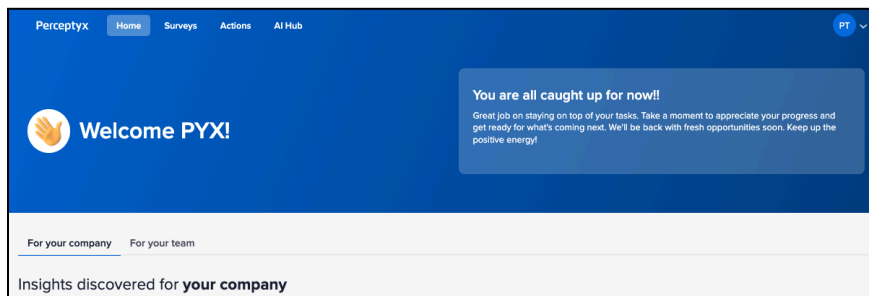 Perceptyx Home Surveys Actions AI Hub PT
You are all caught up for now!!
Great job on staying on top of your tasks. Take a moment to appreciate your progress and
get ready for what's coming next. We'll be back with fresh opportunities soon. Keep up the
positive energy!
Welcome PYX!
For your company For your team
Insights discovered for your company